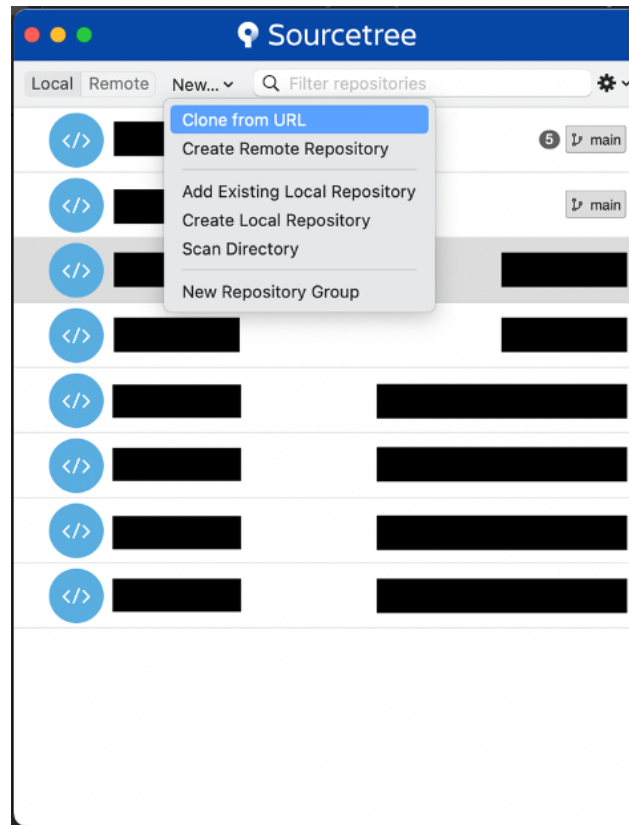 Sourcetree
Local Remote New... Filter repositories
Clone from URL
Create Remote Repository
Add Existing Local Repository
Create Local Repository
Scan Directory
New Repository Group
</> 5 main
</> main
</>
</>
</>
</>
</>
</>